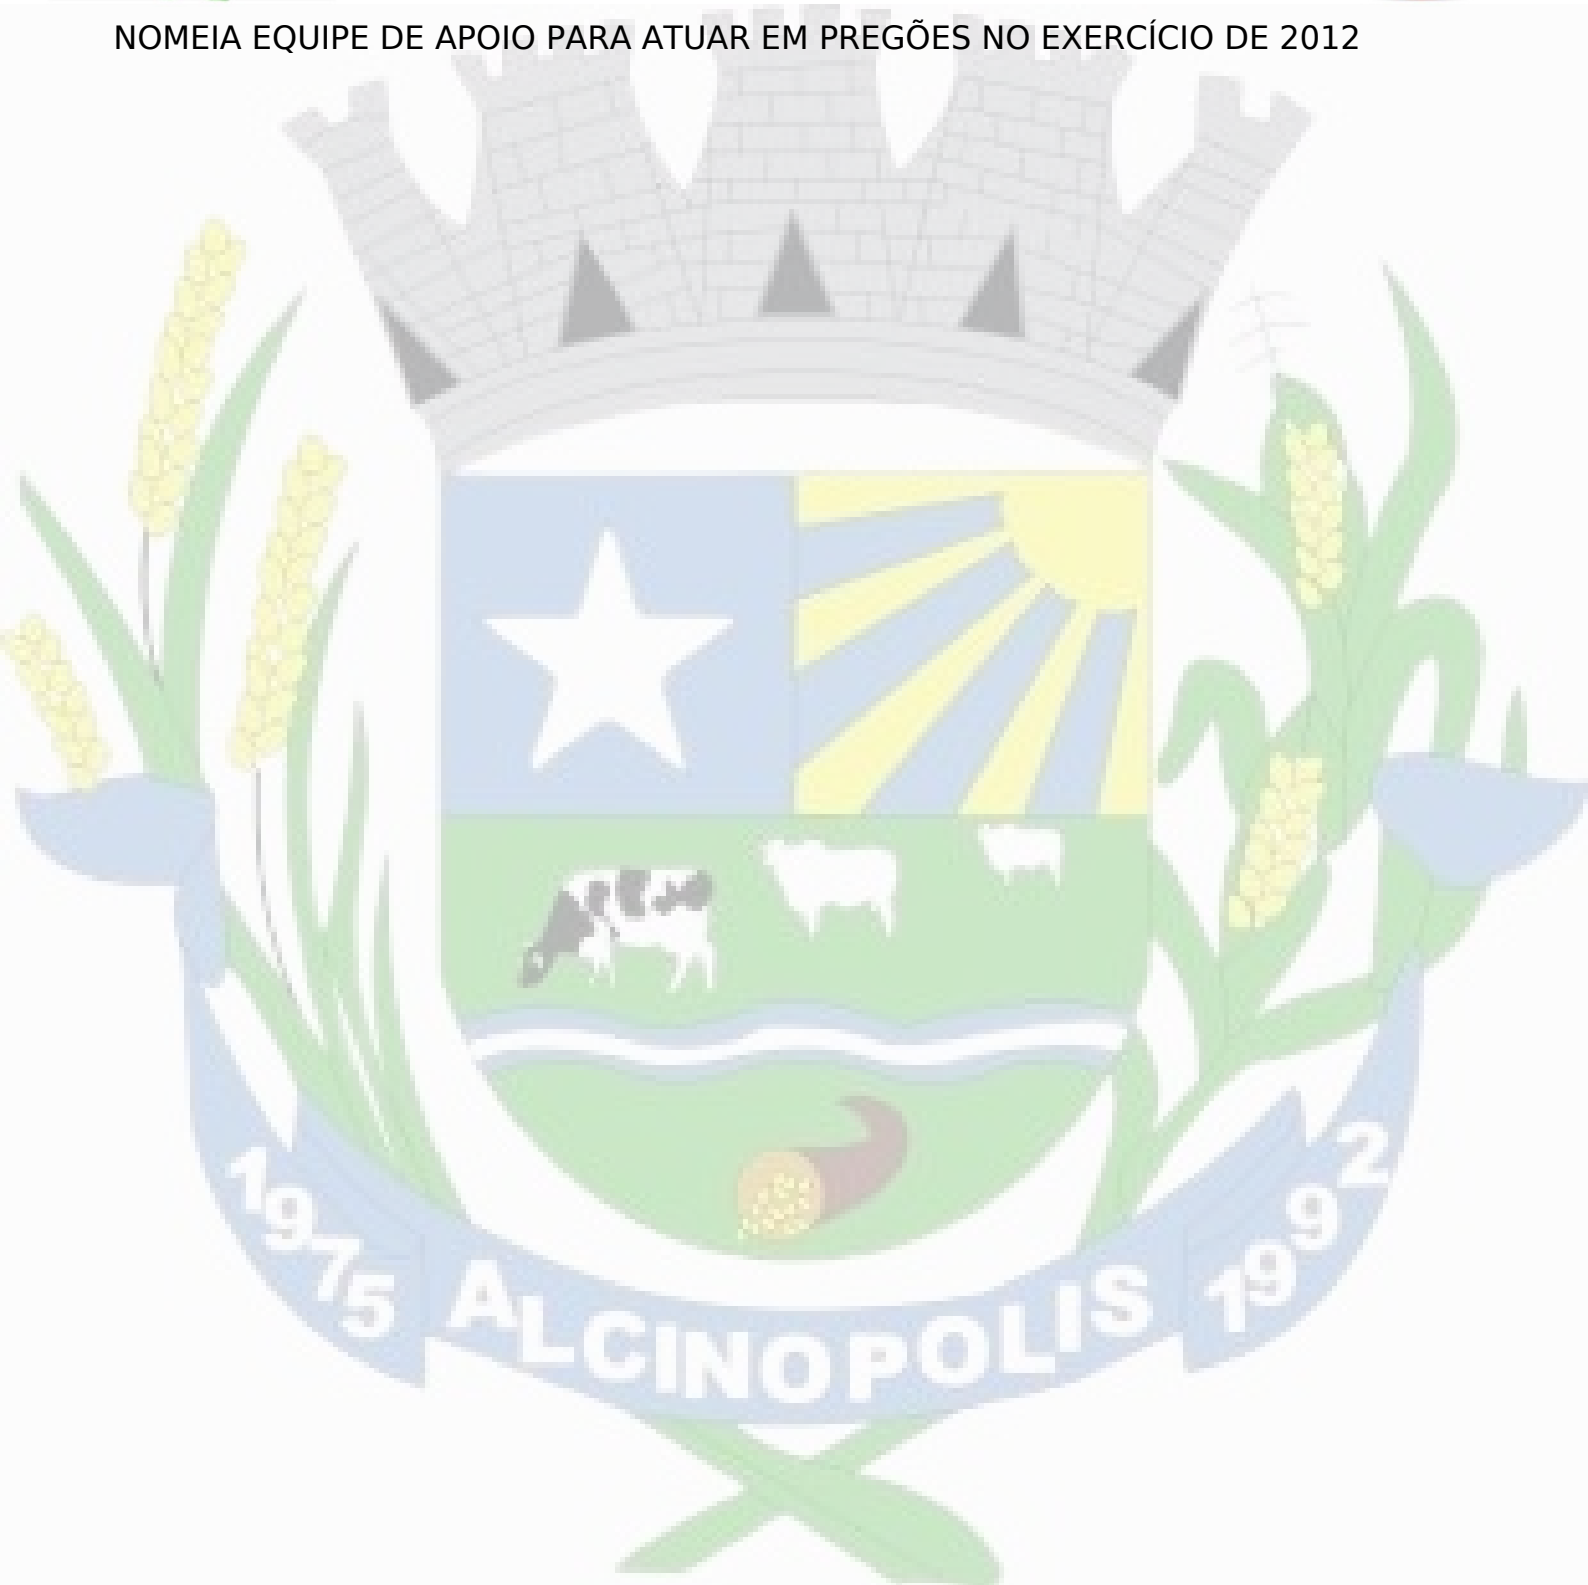 NOMEIA EQUIPE DE APOIO PARA ATUAR EM PREGÕES NO EXERCÍCIO DE 2012
1975 ALCINOPOLIS 1992